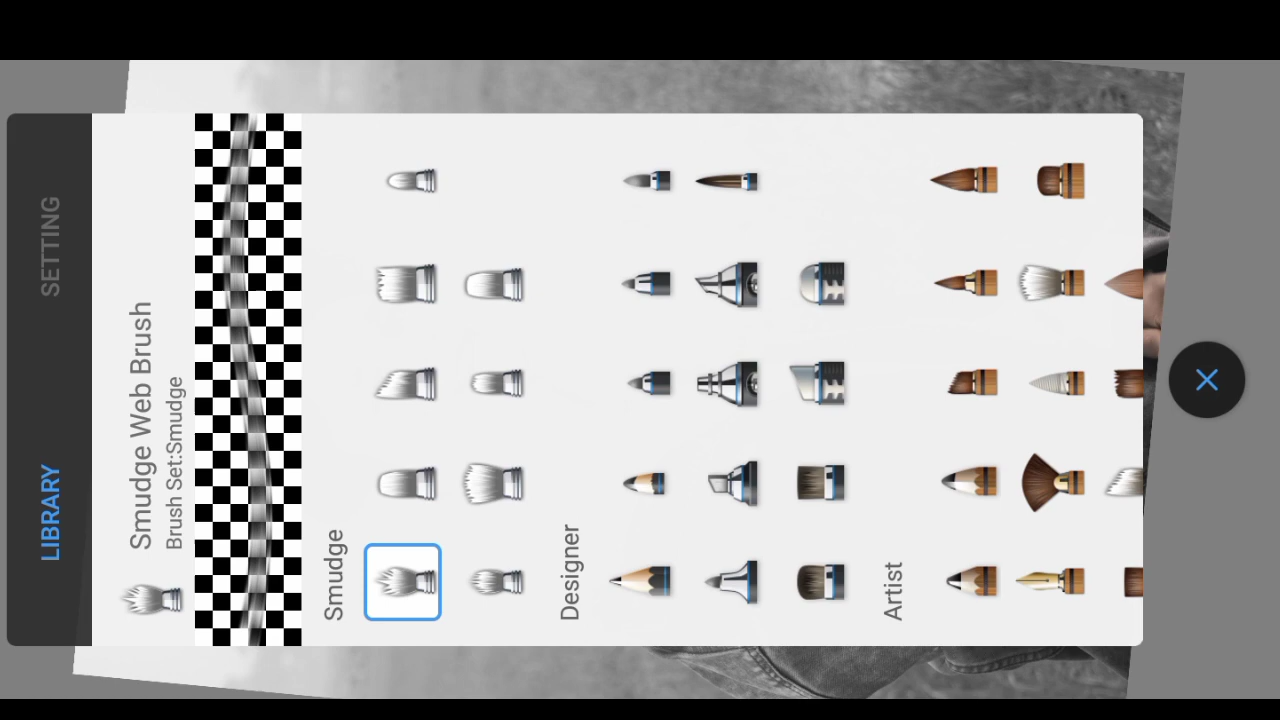 LIBRARY
SETTING
Smudge Web Brush
Brush Set:Smudge
Smudge
Designer
Artist